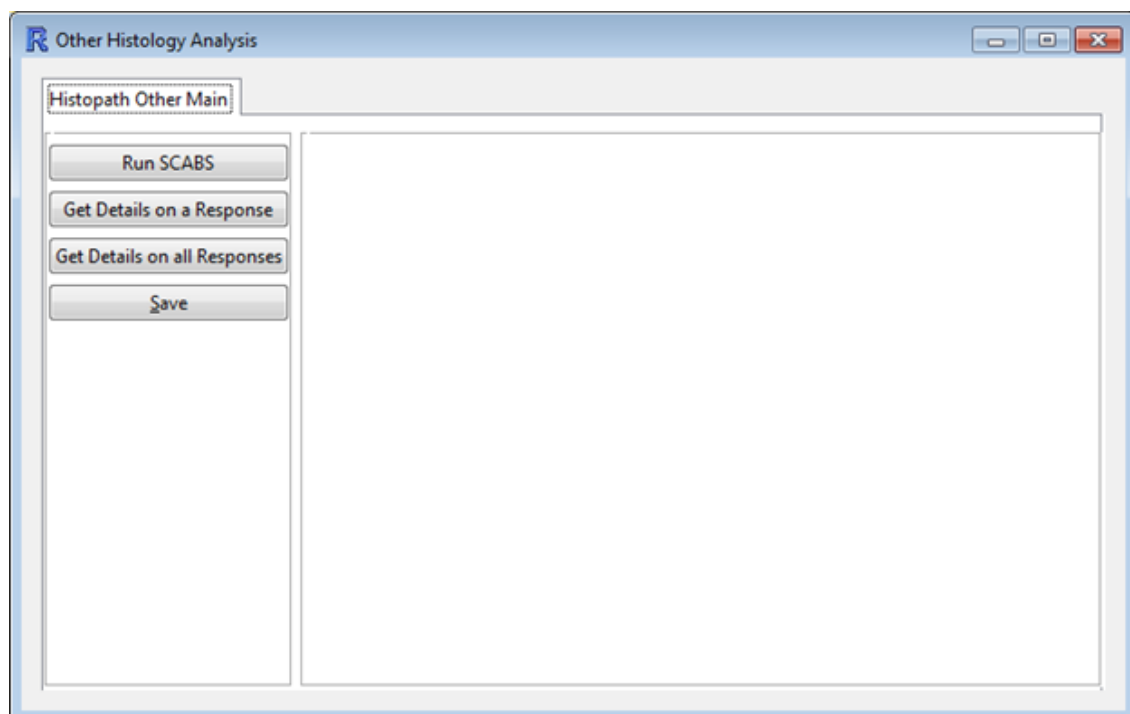 Other Histology Analysis
Histopath Other Main
Run SCABS
Get Details on a Response
Get Details on all Responses
Save